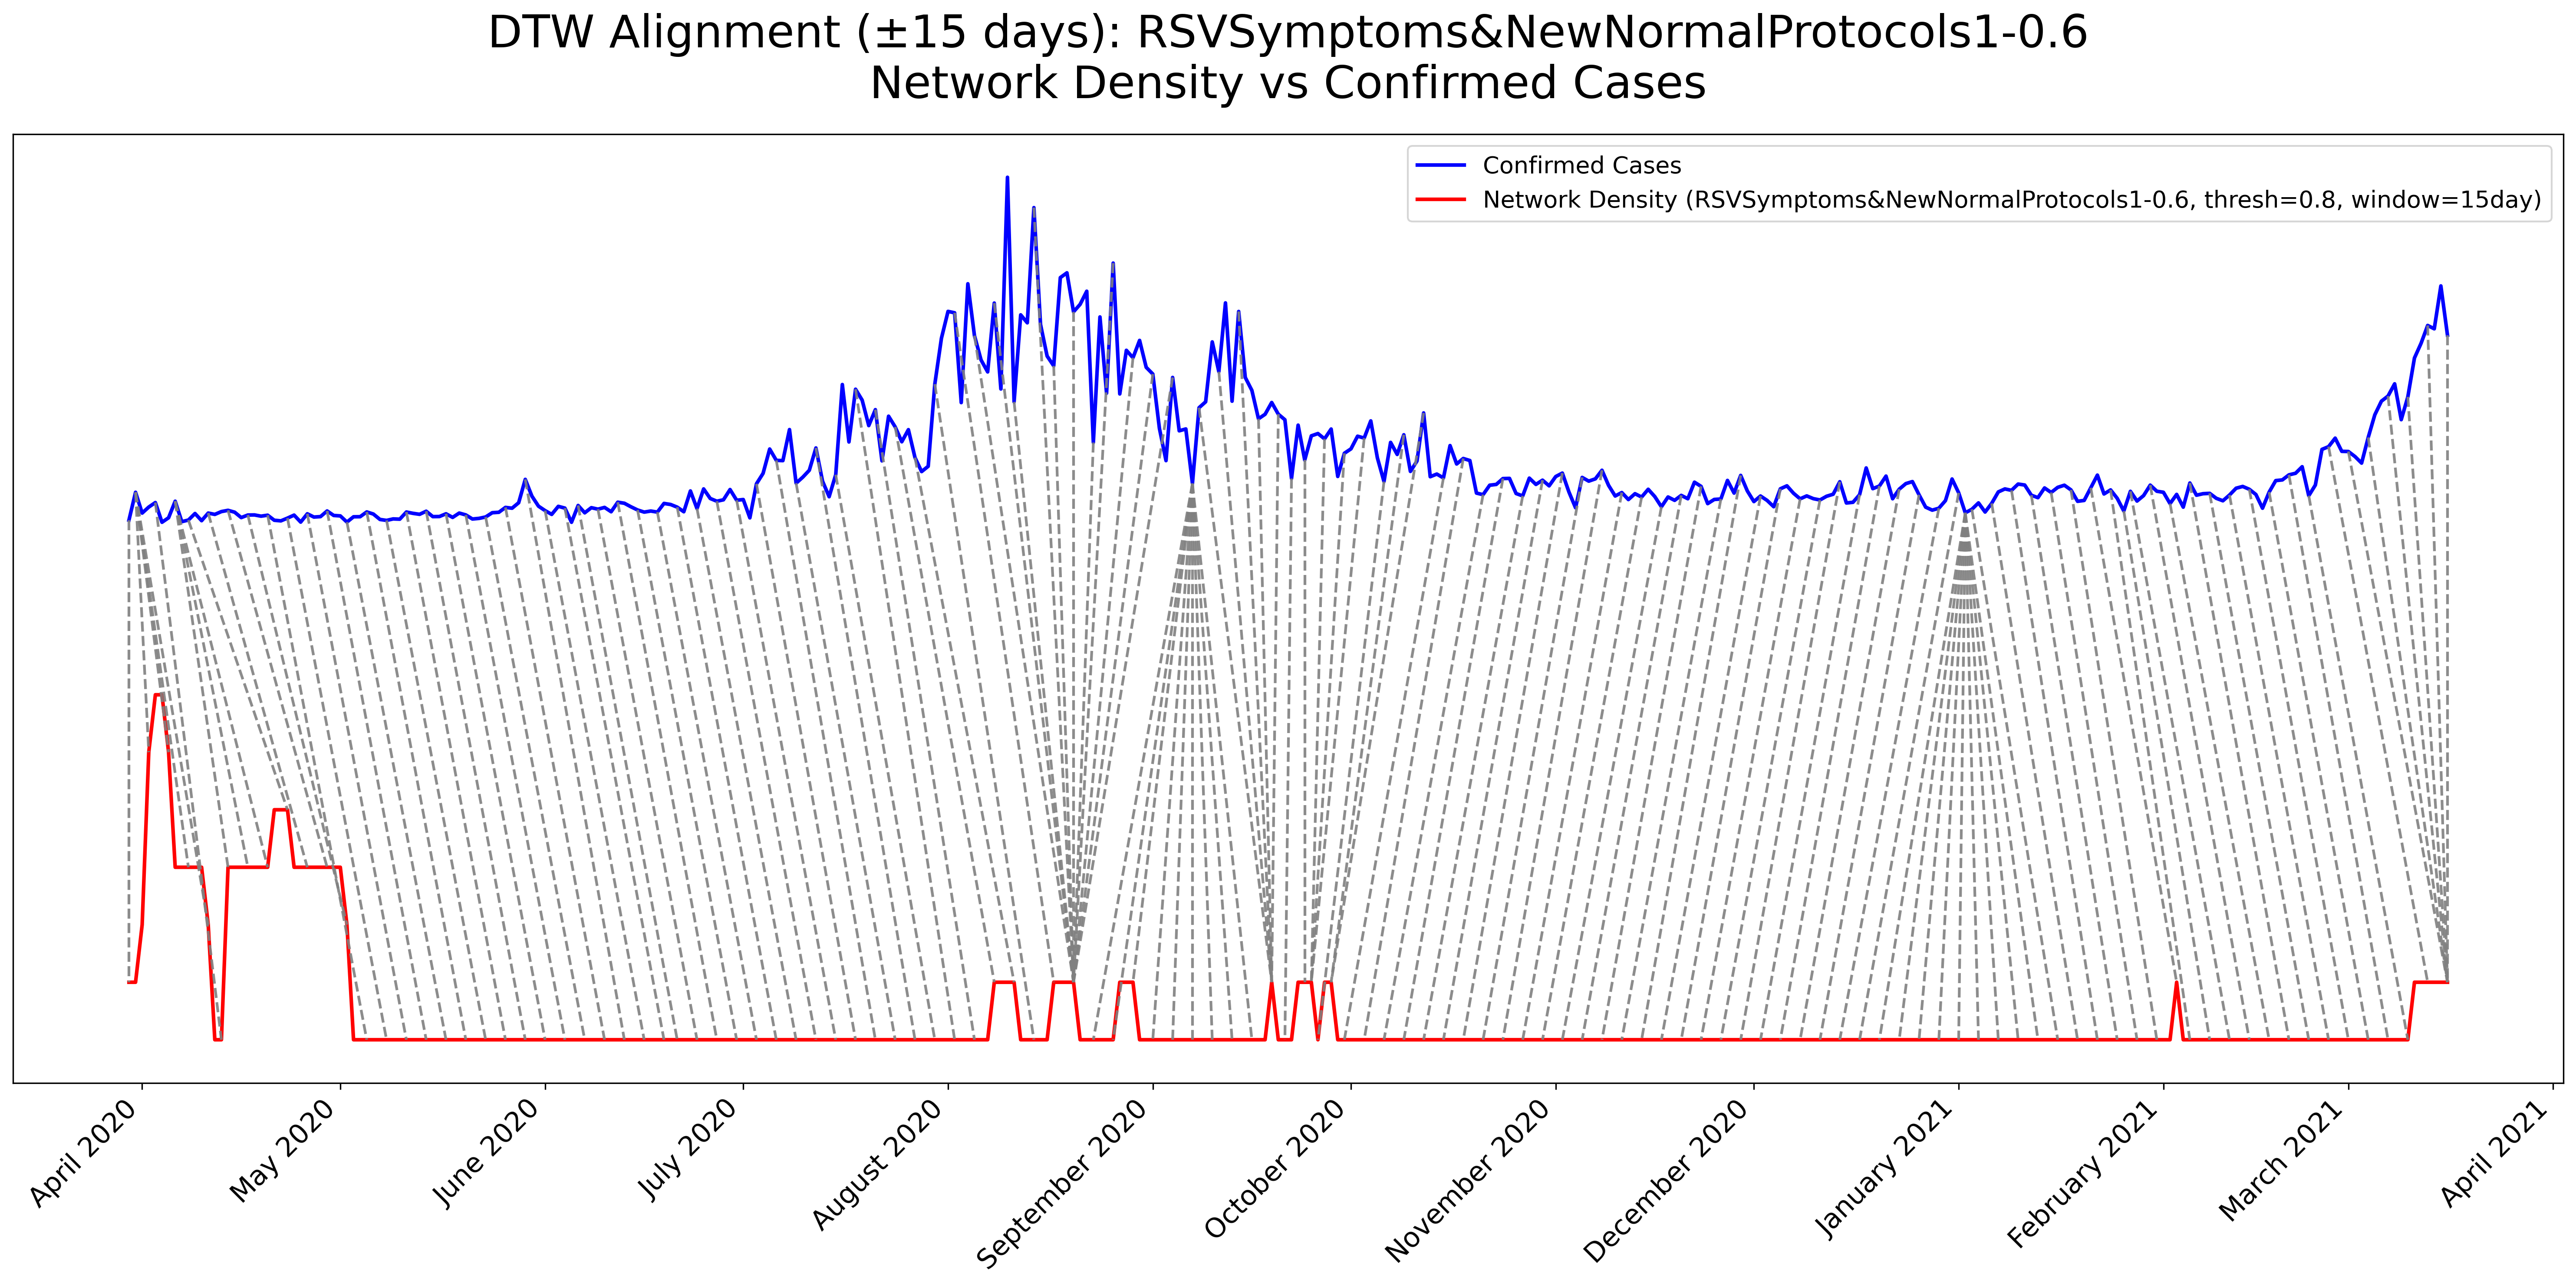 DTW Alignment (±15 days): RSVSymptoms&NewNormalProtocols1-0.6
Network Density vs Confirmed Cases
Confirmed Cases
Network Density (RSVSymptoms&NewNormalProtocols1-0.6, thresh=0.8, window=15day)
April 2020
May 2020
June 2020
July 2020
August 2020
September 2020
October 2020
November 2020
December 2020
January 2021
February 2021
March 2021
April 2021